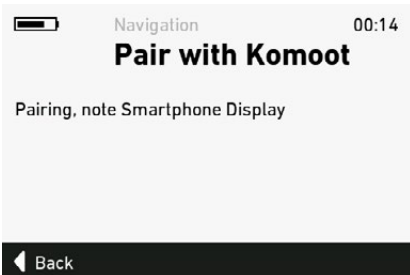 Navigation
00:14
Pair with Komoot
Pairing, note Smartphone Display
Back